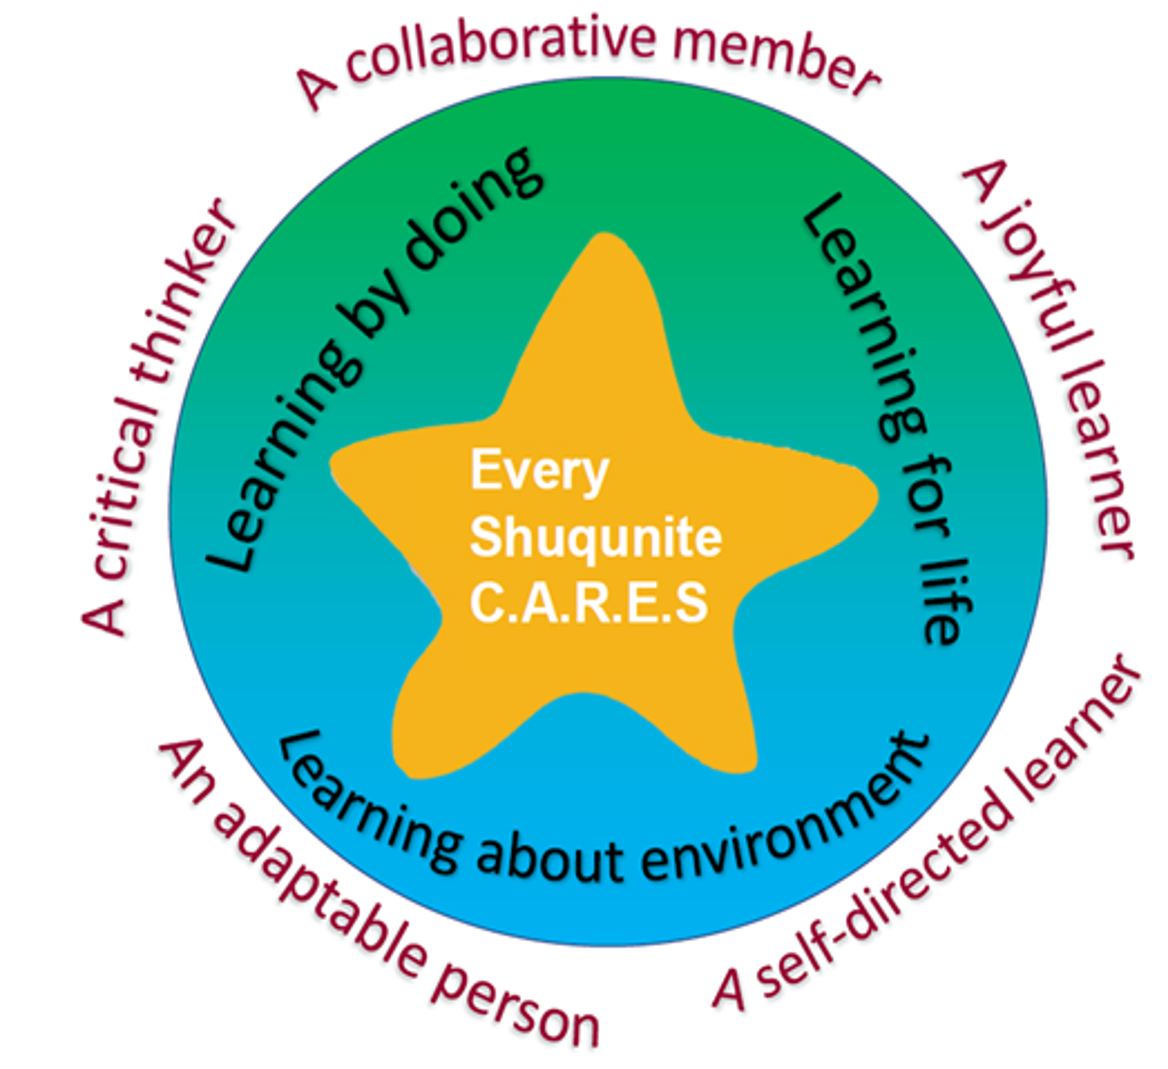 A collaborative member
A critical thinker
A joyful learner
Learning by doing
Learning for life
Every
Shuqunite
C.A.R.E.S
Learning about environment
An adaptable person
A self-directed learner